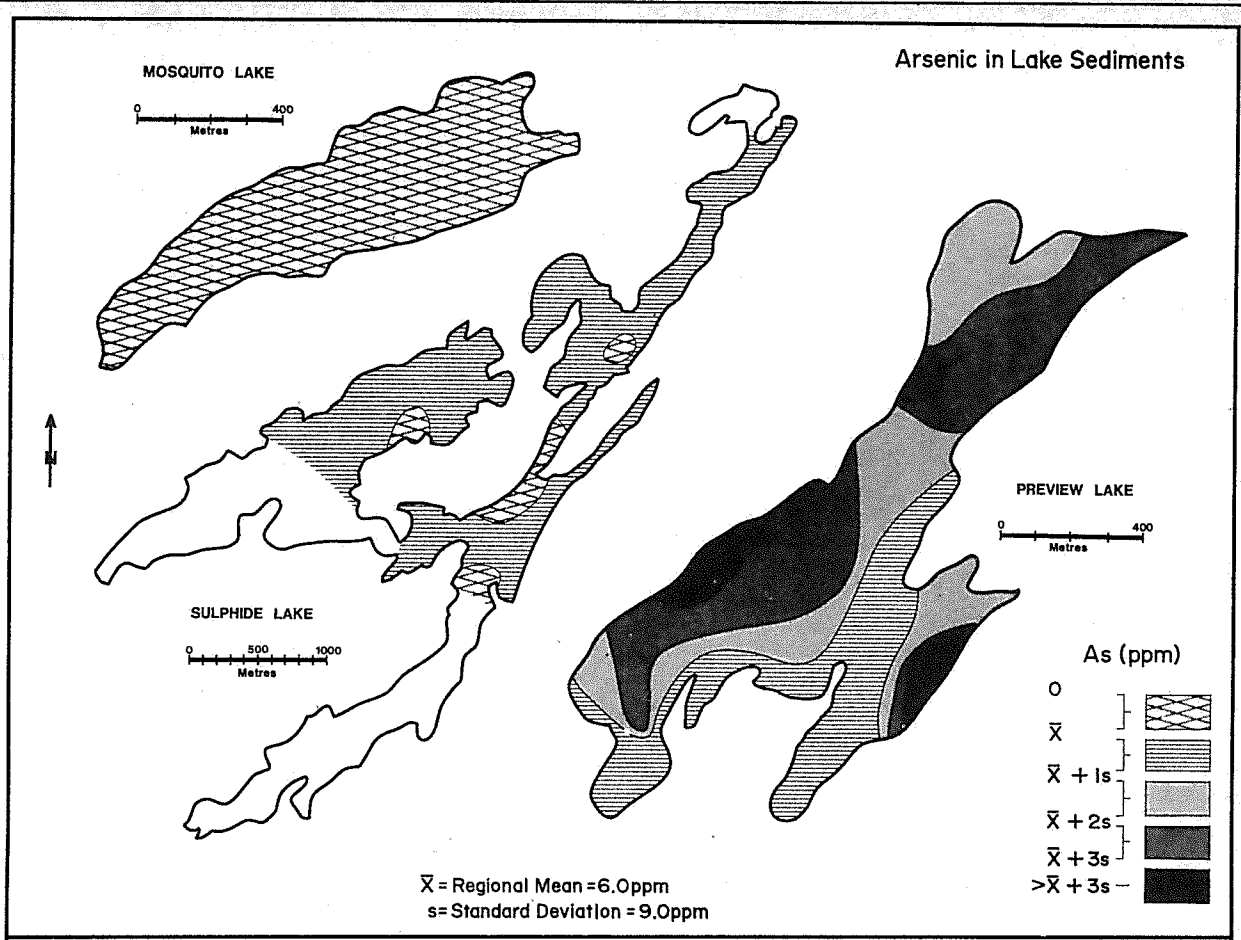 Arsenic in Lake Sediments
MOSQUITO LAKE
0 400
Metres
N
PREVIEW LAKE
0 400
Metres
SULPHIDE LAKE
0 500 1000
Metres
As (ppm)
0
X̄
X̄ + 1s
X̄ + 2s
X̄ + 3s
>X̄ + 3s
X̄ = Regional Mean = 6.0ppm
s = Standard Deviation = 9.0ppm